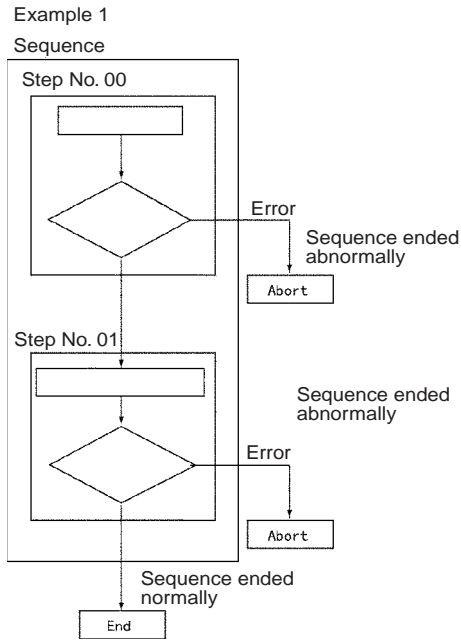 Example 1
Sequence
Step No. 00
Error
Sequence ended
abnormally
Abort
Step No. 01
Sequence ended
abnormally
Error
Abort
Sequence ended
normally
End